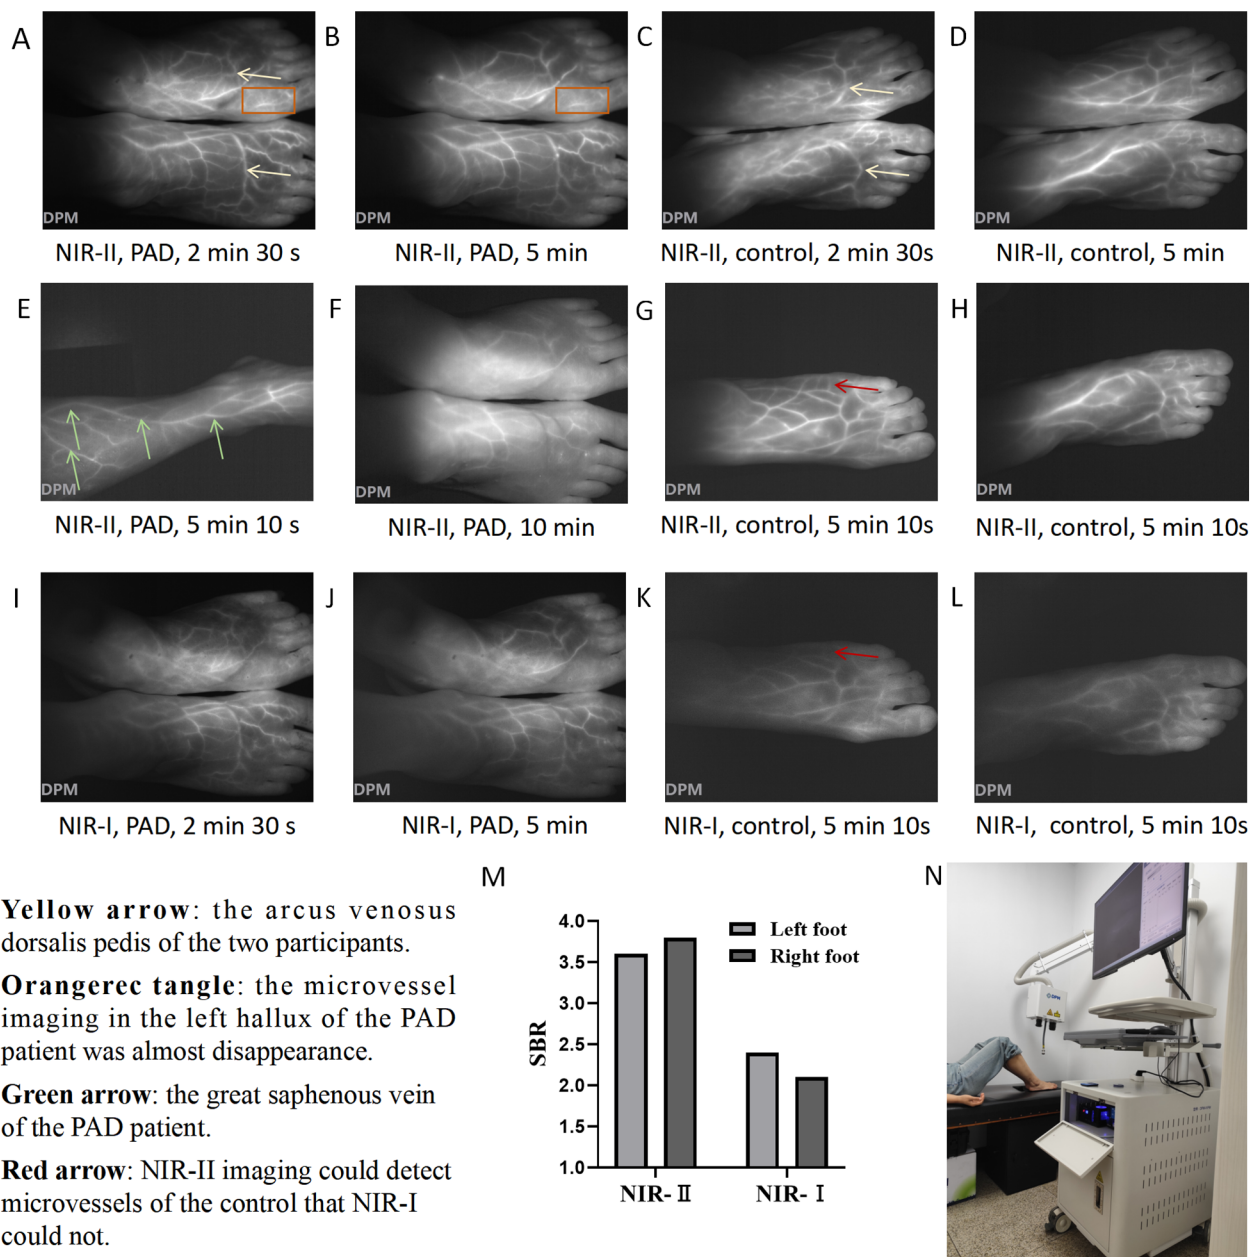 A
B
C
D
DPM
DPM
DPM
DPM
NIR-II, PAD, 2 min 30 s
NIR-II, PAD, 5 min
NIR-II, control, 2 min 30s
NIR-II, control, 5 min
E
F
G
H
DPM
DPM
DPM
DPM
NIR-II, PAD, 5 min 10 s
NIR-II, PAD, 10 min
NIR-II, control, 5 min 10s
NIR-II, control, 5 min 10s
I
J
K
L
DPM
DPM
DPM
DPM
NIR-I, PAD, 2 min 30 s
NIR-I, PAD, 5 min
NIR-I, control, 5 min 10s
NIR-I, control, 5 min 10s
Yellow arrow: the arcus venosus
dorsalis pedis of the two participants.
Orangerec tangle: the microvessel
imaging in the left hallux of the PAD
patient was almost disappearance.
Green arrow: the great saphenous vein
of the PAD patient.
Red arrow: NIR-II imaging could detect
microvessels of the control that NIR-I
could not.
M
4.0
3.5
3.0
2.5
2.0
1.5
1.0
SBR
Left foot
Right foot
NIR-Ⅱ
NIR-Ⅰ
N
DPM